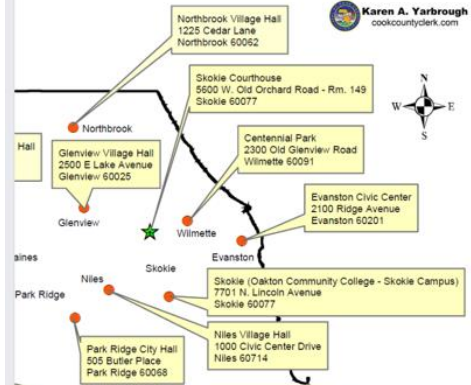 Karen A. Yarbrough
cookcountyclerk.com
Northbrook Village Hall
1225 Cedar Lane
Northbrook 60062
Skokie Courthouse
5600 W. Old Orchard Road - Rm. 149
Skokie 60077
N
W
E
S
Northbrook
Hall
Glenview Village Hall
2500 E Lake Avenue
Glenview 60025
Centennial Park
2300 Old Glenview Road
Wilmette 60091
Evanston Civic Center
2100 Ridge Avenue
Evanston 60201
Glenview
Wilmette
Evanston
aines
Skokie
Niles
Park Ridge
Skokie (Oakton Community College - Skokie Campus)
7701 N. Lincoln Avenue
Skokie 60077
Niles Village Hall
1000 Civic Center Drive
Niles 60714
Park Ridge City Hall
505 Butler Place
Park Ridge 60068